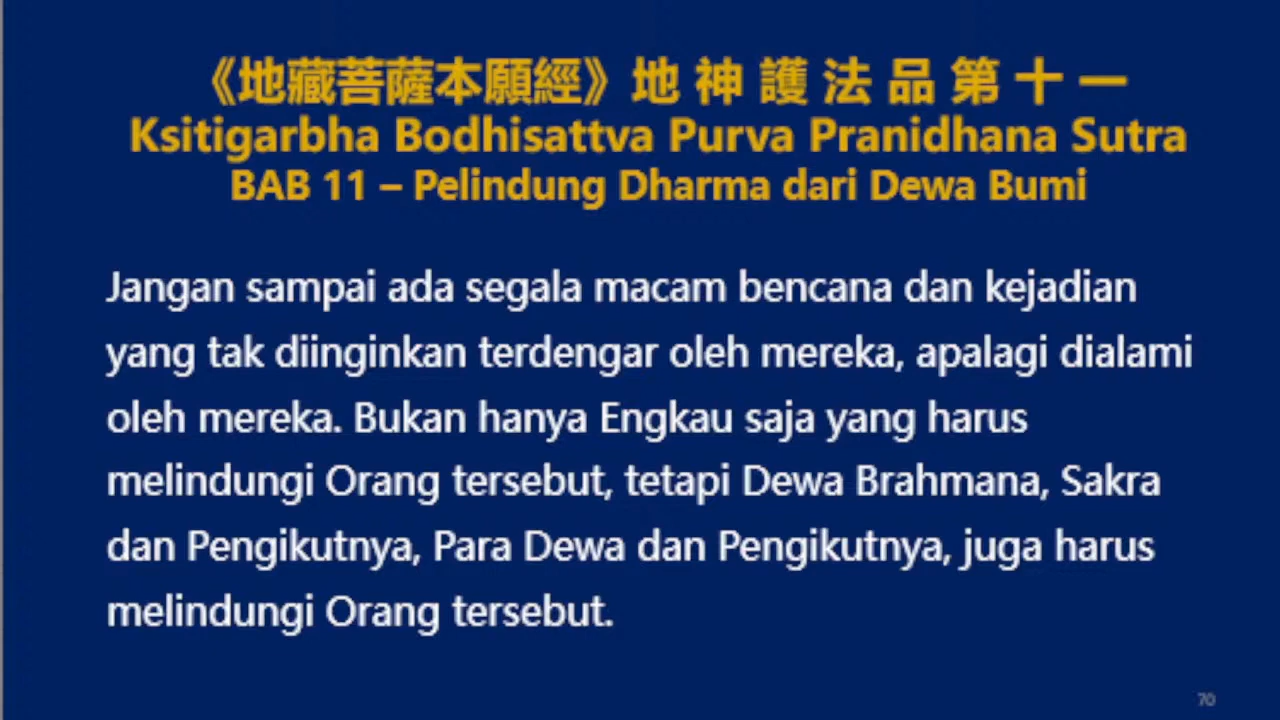 《地藏菩薩本願經》地 神 護 法 品 第 十 一
Ksitigarbha Bodhisattva Purva Pranidhana Sutra
BAB 11 – Pelindung Dharma dari Dewa Bumi
Jangan sampai ada segala macam bencana dan kejadian
yang tak diinginkan terdengar oleh mereka, apalagi dialami
oleh mereka. Bukan hanya Engkau saja yang harus
melindungi Orang tersebut, tetapi Dewa Brahmana, Sakra
dan Pengikutnya, Para Dewa dan Pengikutnya, juga harus
melindungi Orang tersebut.
70